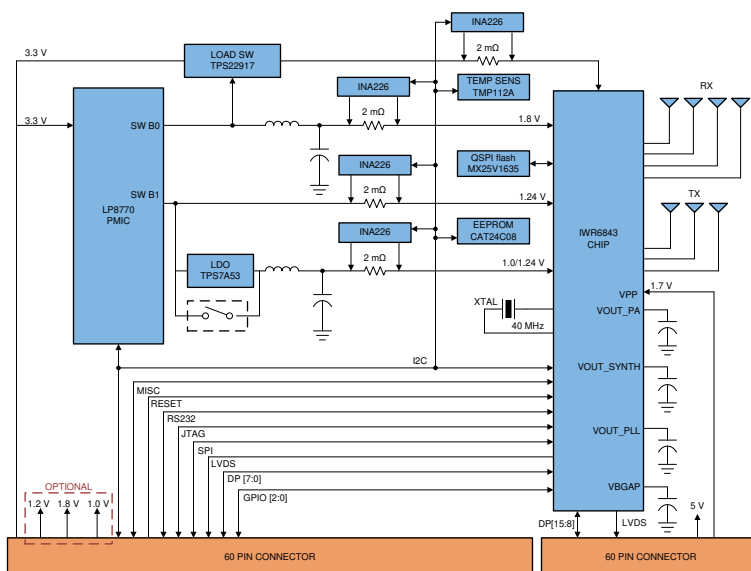 INA226
3.3 V
LOAD SW
TPS22917
2 mΩ
INA226
TEMP SENS
TMP112A
RX
3.3 V
SW B0
2 mΩ
1.8 V
INA226
QSPI flash
MX25V1635
SW B1
2 mΩ
1.24 V
TX
LP8770
PMIC
INA226
EEPROM
CAT24C08
IWR6843
CHIP
LDO
TPS7A53
2 mΩ
1.0/1.24 V
VPP
1.7 V
XTAL
40 MHz
VOUT_PA
I2C
VOUT_SYNTH
MISC
RESET
RS232
JTAG
VOUT_PLL
SPI
LVDS
DP [7:0]
GPIO [2:0]
VBGAP
OPTIONAL
1.2 V
1.8 V
1.0 V
DP[15:8]
LVDS
5 V
60 PIN CONNECTOR
60 PIN CONNECTOR